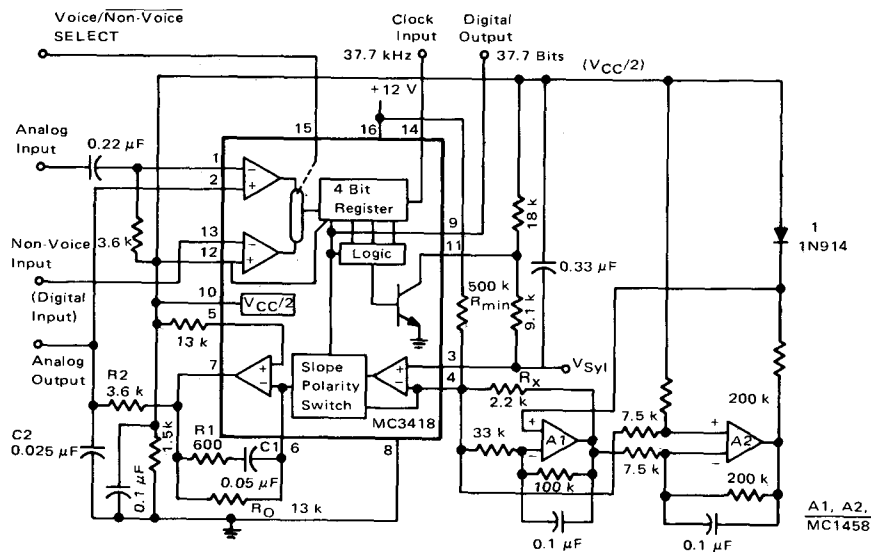 Voice/Non-Voice
SELECT
Clock
Input
37.7 kHz
Digital
Output
37.7 Bits
(VCC/2)
+12 V
15
16
14
Analog
Input
0.22 µF
1
2
−
+
4 Bit
Register
9
18 k
1
1N914
3.6 k
13
12
−
+
Logic
11
Non-Voice
Input
(Digital
Input)
500 k
Rmin
0.33 µF
9.1 k
10
VCC/2
5
13 k
Analog
Output
7
+
−
Slope
Polarity
Switch
+
−
3
4
VSyl
RX
2.2 k
MC3418
R2
3.6 k
R1
600
C1
6
8
0.05 µF
1.5k
C2
0.025 µF
0.1 µF
RO
13 k
33 k
+
−
A1
100 k
0.1 µF
7.5 k
7.5 k
+
−
A2
200 k
200 k
0.1 µF
A1, A2,
MC1458